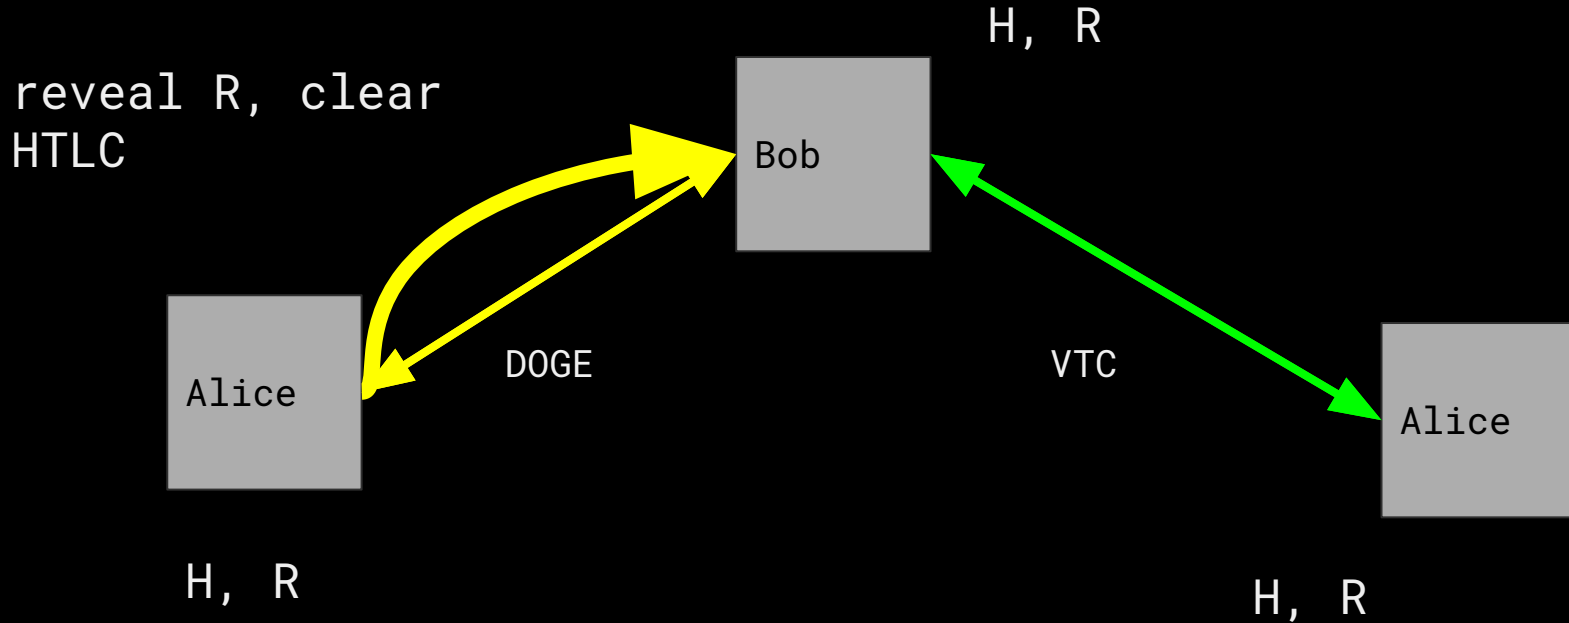 H, R
reveal R, clear
HTLC
Bob
DOGE
VTC
Alice
Alice
H, R
H, R